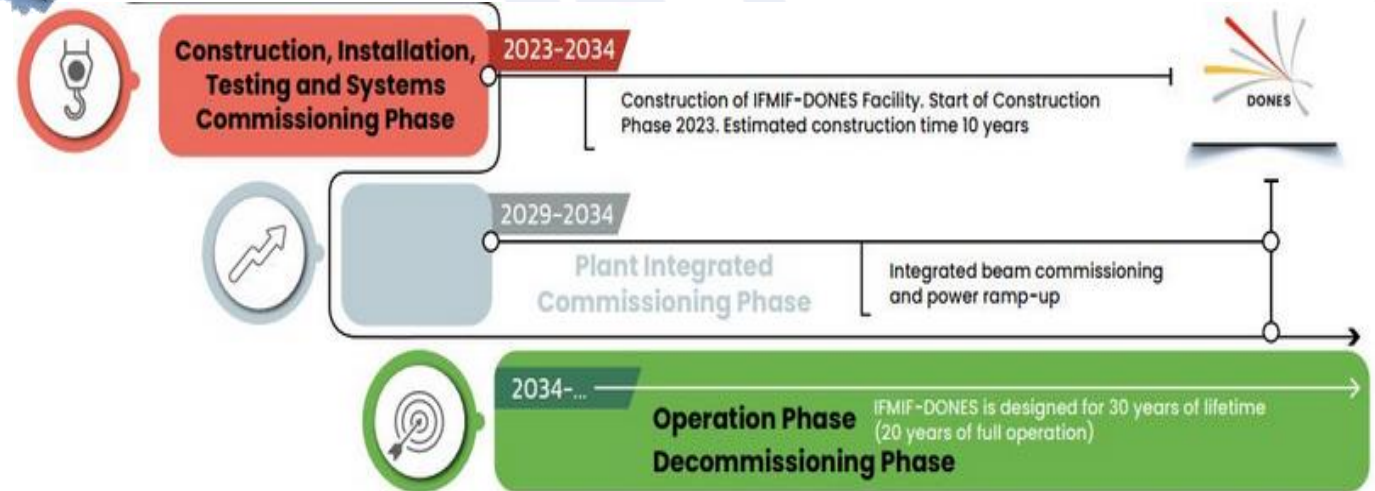 Construction, Installation,
Testing and Systems
Commissioning Phase
2023-2034
Construction of IFMIF-DONES Facility. Start of Construction
Phase 2023. Estimated construction time 10 years
DONES
2029-2034
Plant Integrated
Commissioning Phase
Integrated beam commissioning
and power ramp-up
2034-...
Operation Phase
IFMIF-DONES is designed for 30 years of lifetime
(20 years of full operation)
Decommissioning Phase